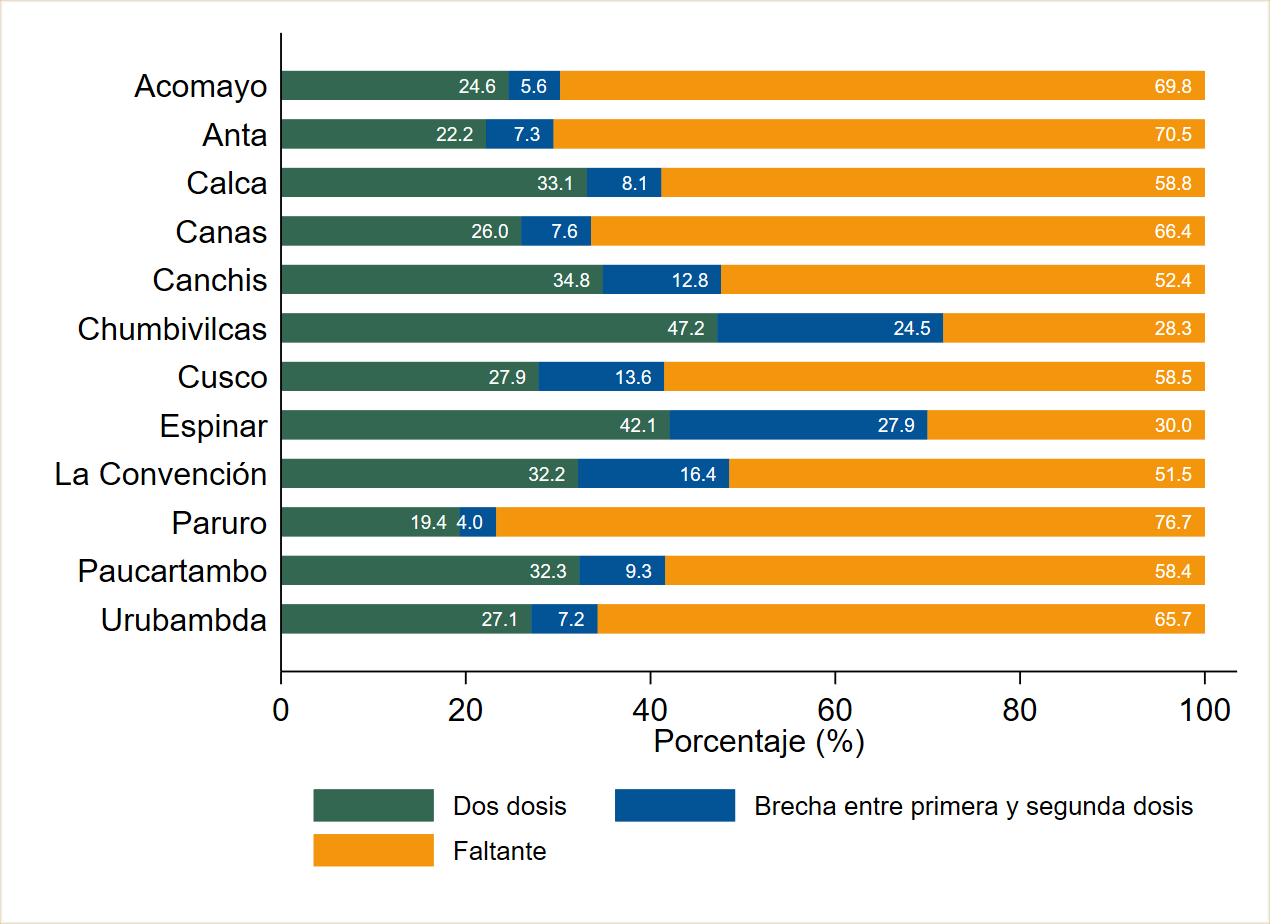 Acomayo 24.6 5.6 69.8
Anta 22.2 7.3 70.5
Calca 33.1 8.1 58.8
Canas 26.0 7.6 66.4
Canchis 34.8 12.8 52.4
Chumbivilcas 47.2 24.5 28.3
Cusco 27.9 13.6 58.5
Espinar 42.1 27.9 30.0
La Convención 32.2 16.4 51.5
Paruro 19.4 4.0 76.7
Paucartambo 32.3 9.3 58.4
Urubambda 27.1 7.2 65.7
0 20 40 60 80 100
Porcentaje (%)
Dos dosis Brecha entre primera y segunda dosis
Faltante